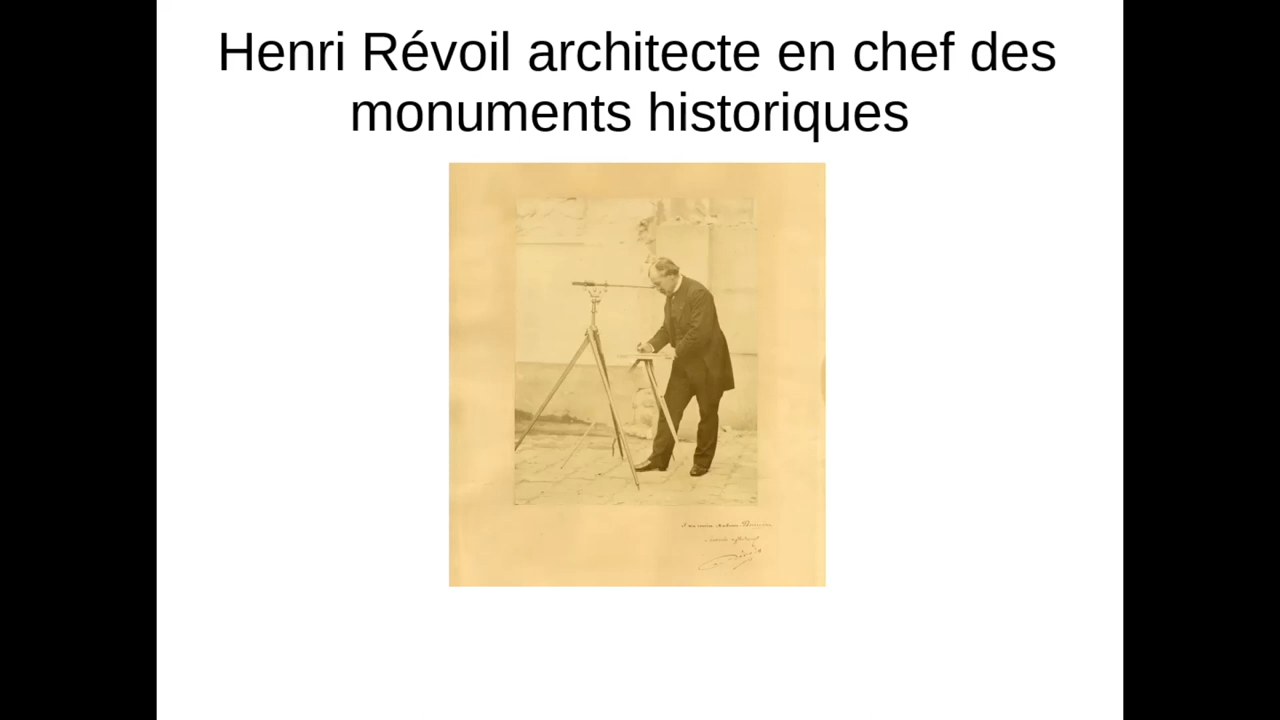 Henri Révoil architecte en chef des
monuments historiques